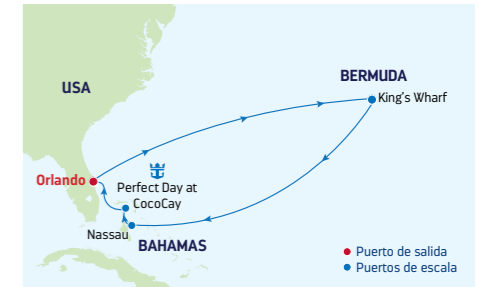 USA
BERMUDA
King's Wharf
Orlando
Perfect Day at
CocoCay
Nassau
BAHAMAS
Puerto de salida
Puertos de escala